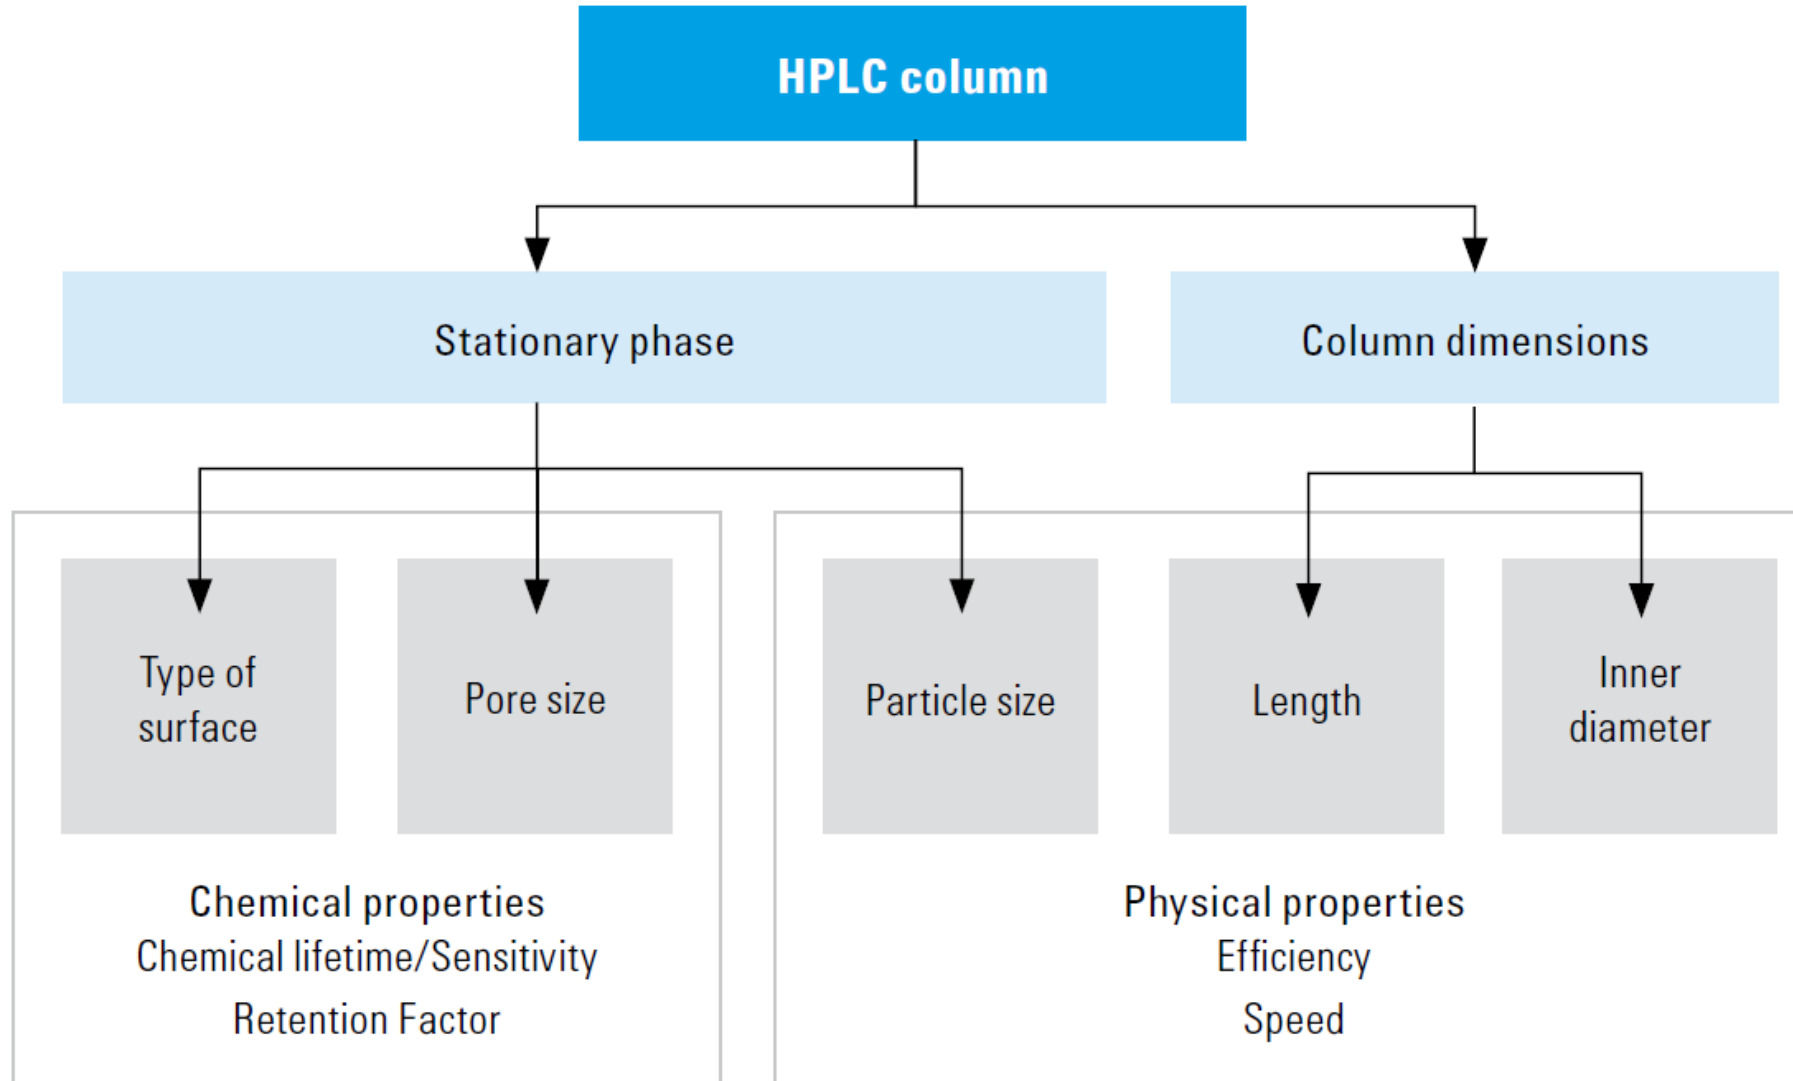 HPLC column
Stationary phase
Column dimensions
Type of
surface
Pore size
Particle size
Length
Inner
diameter
Chemical properties
Chemical lifetime/Sensitivity
Retention Factor
Physical properties
Efficiency
Speed